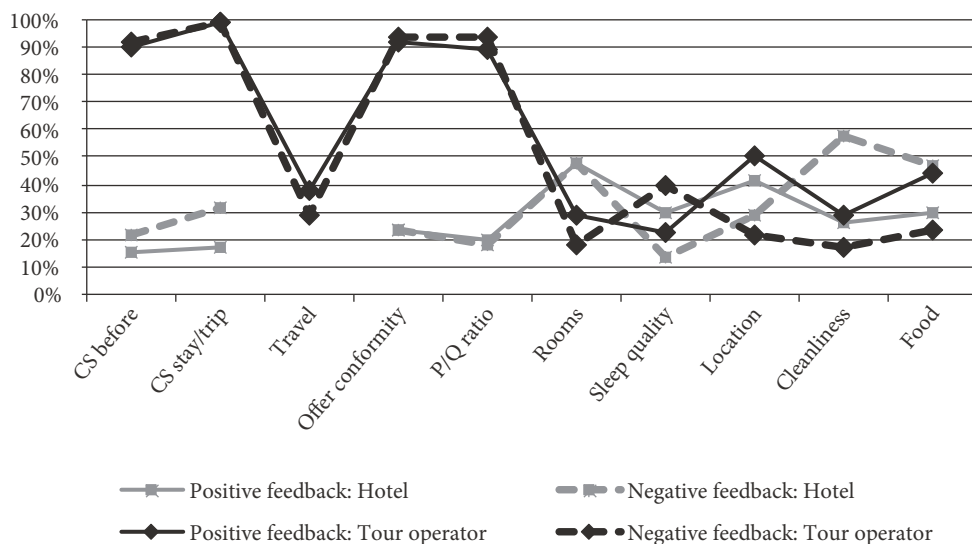 100%
90%
80%
70%
60%
50%
40%
30%
20%
10%
0%
CS before
CS stay/trip
Travel
Offer conformity
P/Q ratio
Rooms
Sleep quality
Location
Cleanliness
Food
Positive feedback: Hotel
Negative feedback: Hotel
Positive feedback: Tour operator
Negative feedback: Tour operator